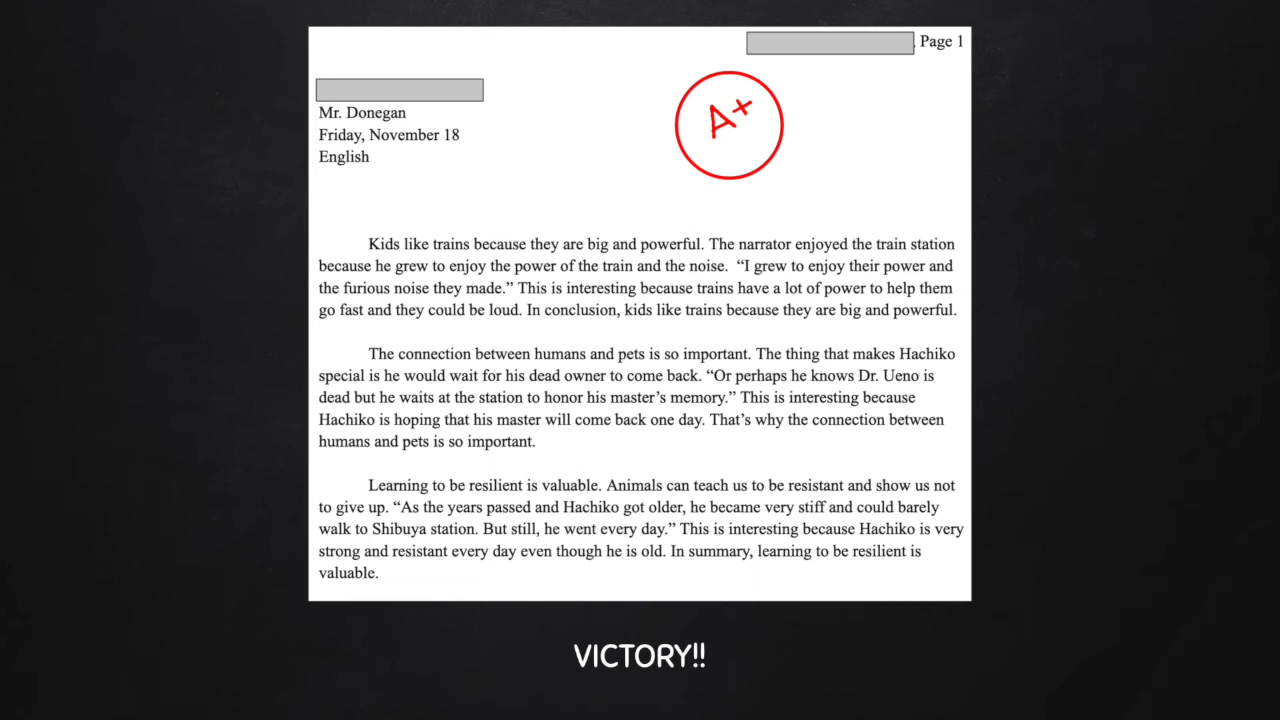 , Page 1
A+
Mr. Donegan
Friday, November 18
English
Kids like trains because they are big and powerful. The narrator enjoyed the train station
because he grew to enjoy the power of the train and the noise.  “I grew to enjoy their power and
the furious noise they made.” This is interesting because trains have a lot of power to help them
go fast and they could be loud. In conclusion, kids like trains because they are big and powerful.
The connection between humans and pets is so important. The thing that makes Hachiko
special is he would wait for his dead owner to come back. “Or perhaps he knows Dr. Ueno is
dead but he waits at the station to honor his master’s memory.” This is interesting because
Hachiko is hoping that his master will come back one day. That’s why the connection between
humans and pets is so important.
Learning to be resilient is valuable. Animals can teach us to be resistant and show us not
to give up. “As the years passed and Hachiko got older, he became very stiff and could barely
walk to Shibuya station. But still, he went every day.” This is interesting because Hachiko is very
strong and resistant every day even though he is old. In summary, learning to be resilient is
valuable.
VICTORY!!